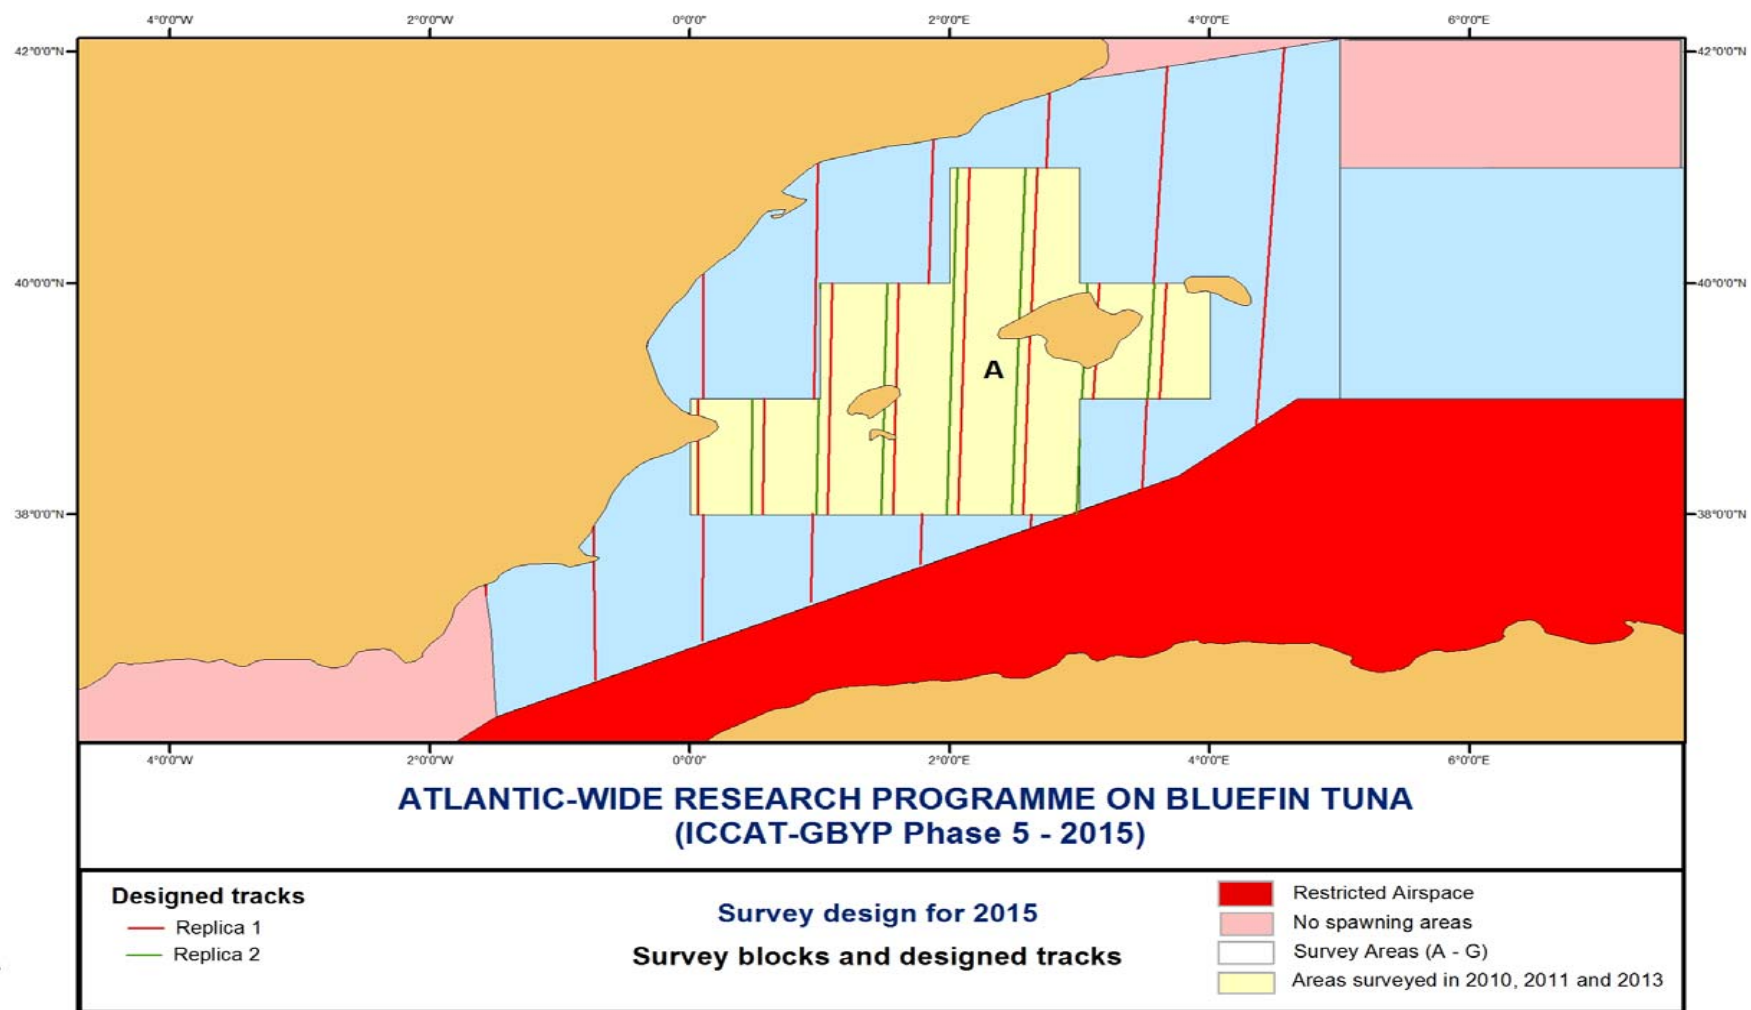 4°0'0"W 2°0'0"W 0°0'0" 2°0'0"E 4°0'0"E 6°0'0"E
42°0'0"N 42°0'0"N
40°0'0"N 40°0'0"N
A
38°0'0"N 38°0'0"N
4°0'0"W 2°0'0"W 0°0'0" 2°0'0"E 4°0'0"E 6°0'0"E
ATLANTIC-WIDE RESEARCH PROGRAMME ON BLUEFIN TUNA
(ICCAT-GBYP Phase 5 - 2015)
Designed tracks
Replica 1
Replica 2
Survey design for 2015
Survey blocks and designed tracks
Restricted Airspace
No spawning areas
Survey Areas (A - G)
Areas surveyed in 2010, 2011 and 2013